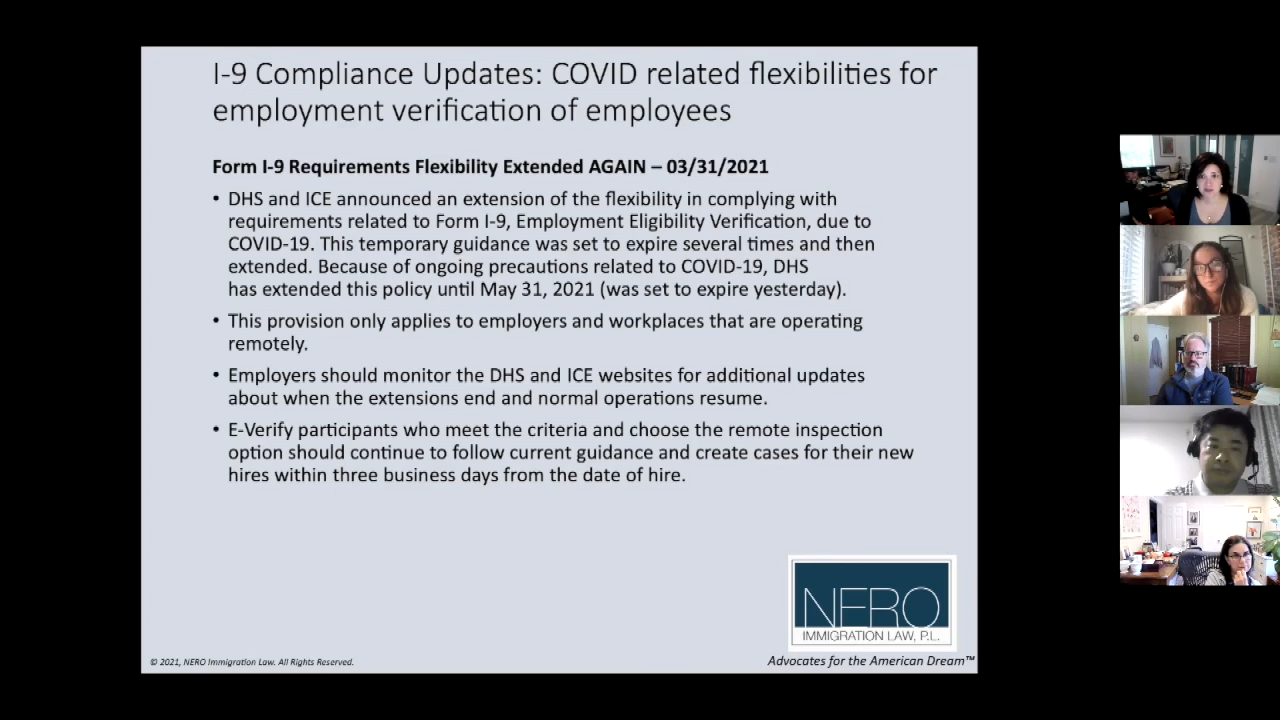 I-9 Compliance Updates: COVID related flexibilities for
employment verification of employees
Form I-9 Requirements Flexibility Extended AGAIN – 03/31/2021
• DHS and ICE announced an extension of the flexibility in complying with
requirements related to Form I-9, Employment Eligibility Verification, due to
COVID-19. This temporary guidance was set to expire several times and then
extended. Because of ongoing precautions related to COVID-19, DHS
has extended this policy until May 31, 2021 (was set to expire yesterday).
• This provision only applies to employers and workplaces that are operating
remotely.
• Employers should monitor the DHS and ICE websites for additional updates
about when the extensions end and normal operations resume.
• E-Verify participants who meet the criteria and choose the remote inspection
option should continue to follow current guidance and create cases for their new
hires within three business days from the date of hire.
NERO
IMMIGRATION LAW, P.L.
© 2021, NERO Immigration Law. All Rights Reserved.
Advocates for the American Dream™